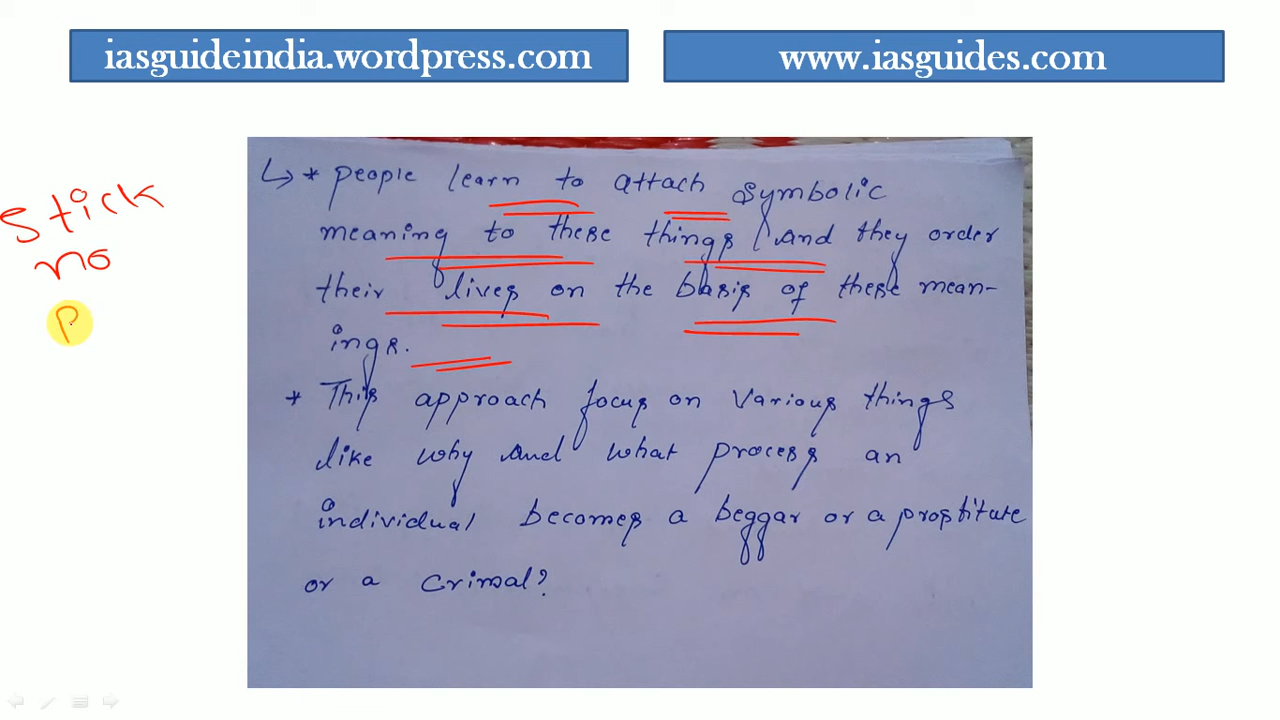 iasguideindia.wordpress.com
www.iasguides.com
↳ * people learn to attach symbolic
meaning to these things and they order
their lives on the basis of these mean-
ings.
* This approach focus on various things
like why and what process an
individual becomes a beggar or a prostitute
or a crimal?
Stick
no
P